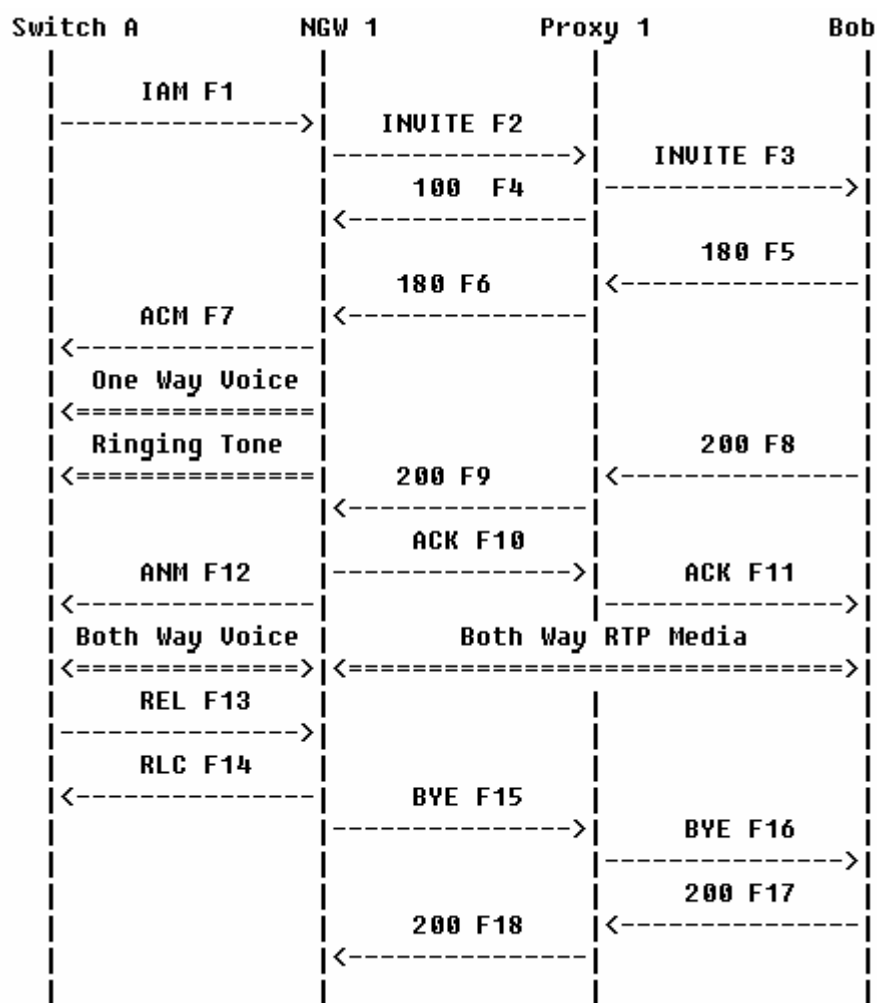 Switch A NGW 1 Proxy 1 Bob
IAM F1
INVITE F2
INVITE F3
100 F4
180 F5
180 F6
ACM F7
One Way Voice
Ringing Tone 200 F8
200 F9
ACK F10
ANM F12 ACK F11
Both Way Voice Both Way RTP Media
REL F13
RLC F14
BYE F15
BYE F16
200 F17
200 F18